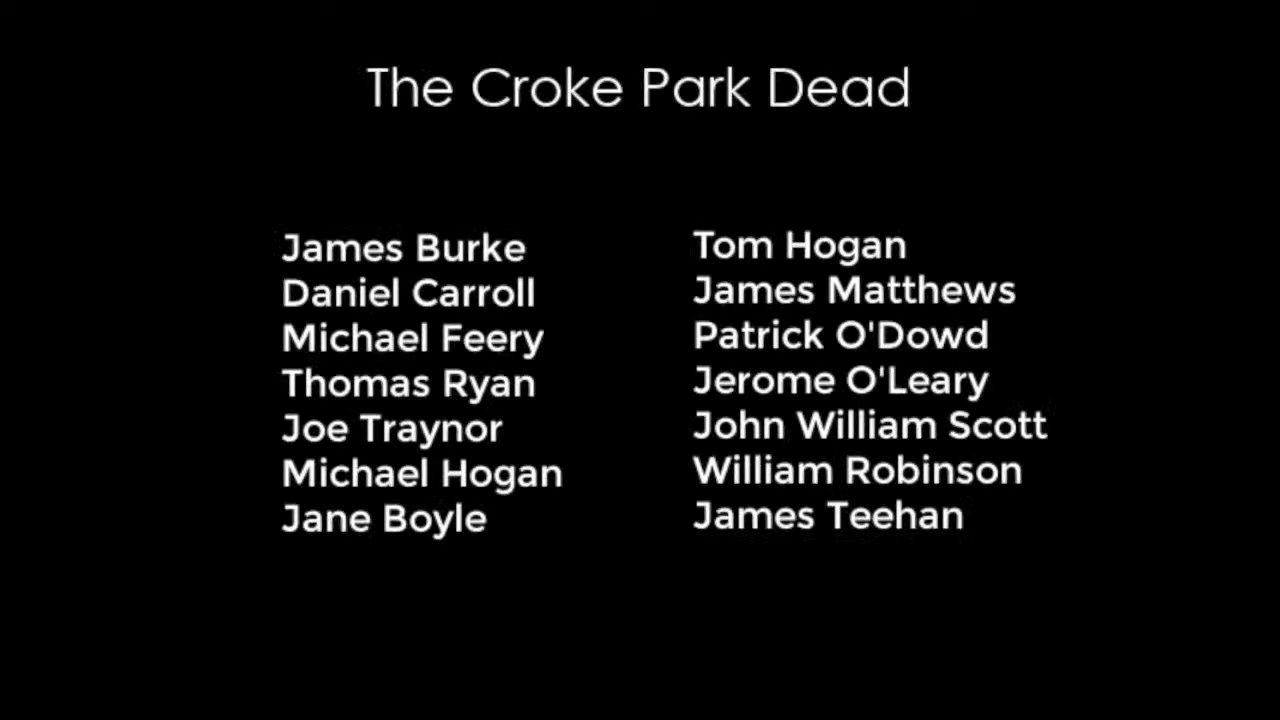 The Croke Park Dead
James Burke
Daniel Carroll
Michael Feery
Thomas Ryan
Joe Traynor
Michael Hogan
Jane Boyle
Tom Hogan
James Matthews
Patrick O'Dowd
Jerome O'Leary
John William Scott
William Robinson
James Teehan